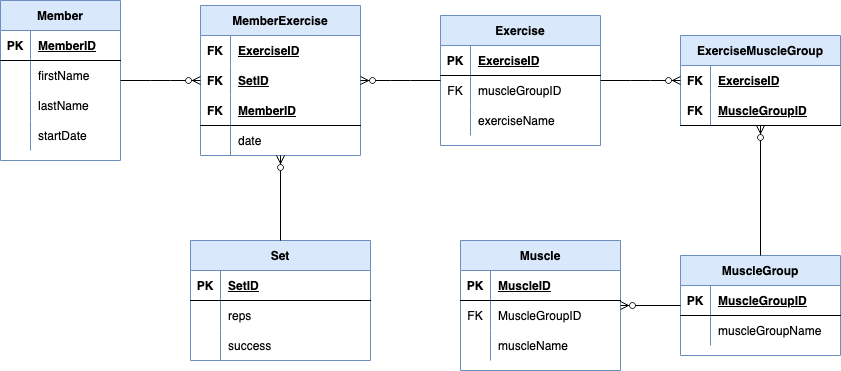 Member
PK MemberID
firstName
lastName
startDate
MemberExercise
FK ExerciseID
FK SetID
FK MemberID
date
Exercise
PK ExerciseID
FK muscleGroupID
exerciseName
ExerciseMuscleGroup
FK ExerciseID
FK MuscleGroupID
Set
PK SetID
reps
success
Muscle
PK MuscleID
FK MuscleGroupID
muscleName
MuscleGroup
PK MuscleGroupID
muscleGroupName